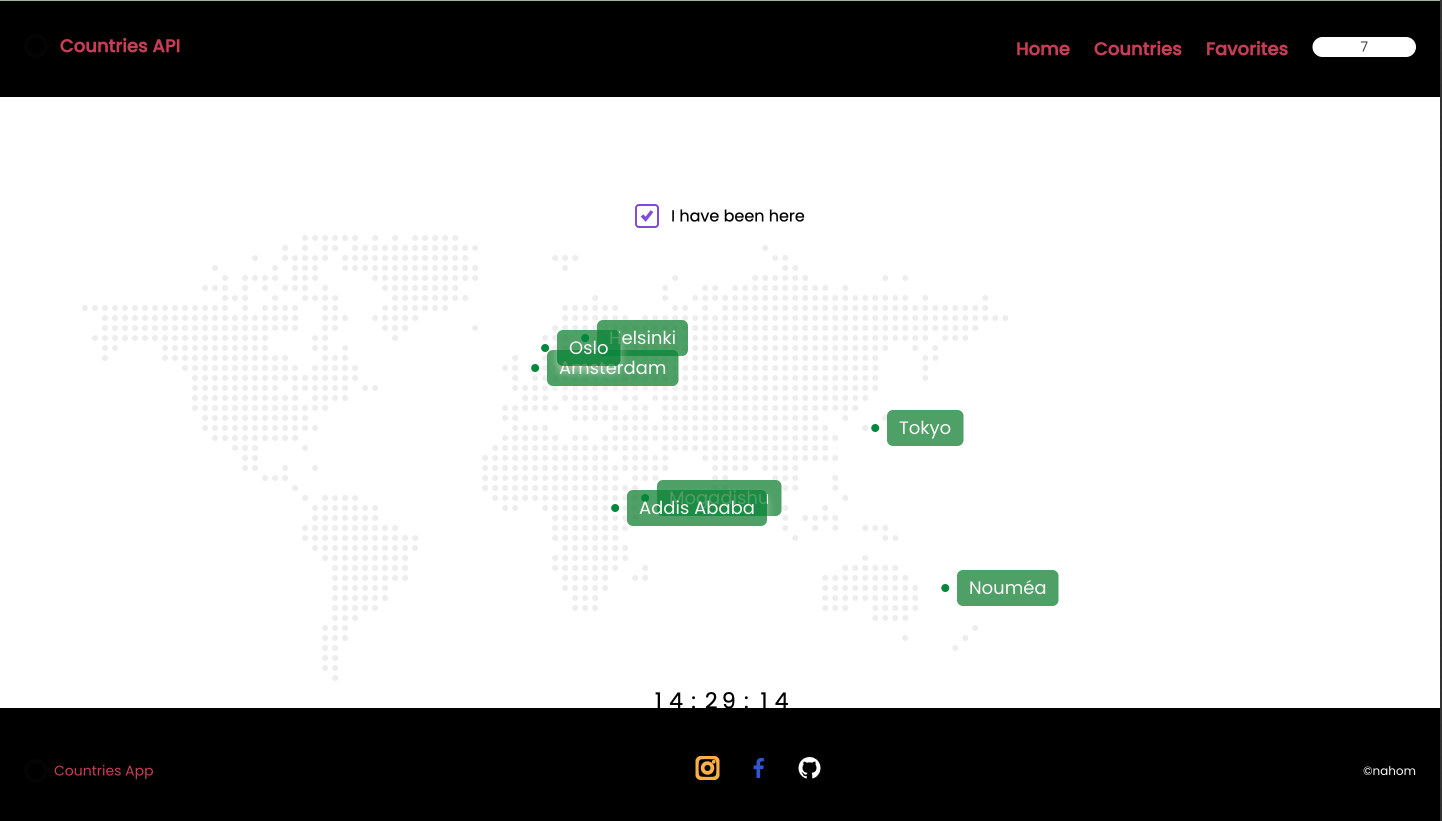 Countries API
Home Countries Favorites 7
I have been here
Helsinki
Oslo
Amsterdam
Tokyo
Mogadishu
Addis Ababa
Nouméa
14:29:14
Countries App
©nahom